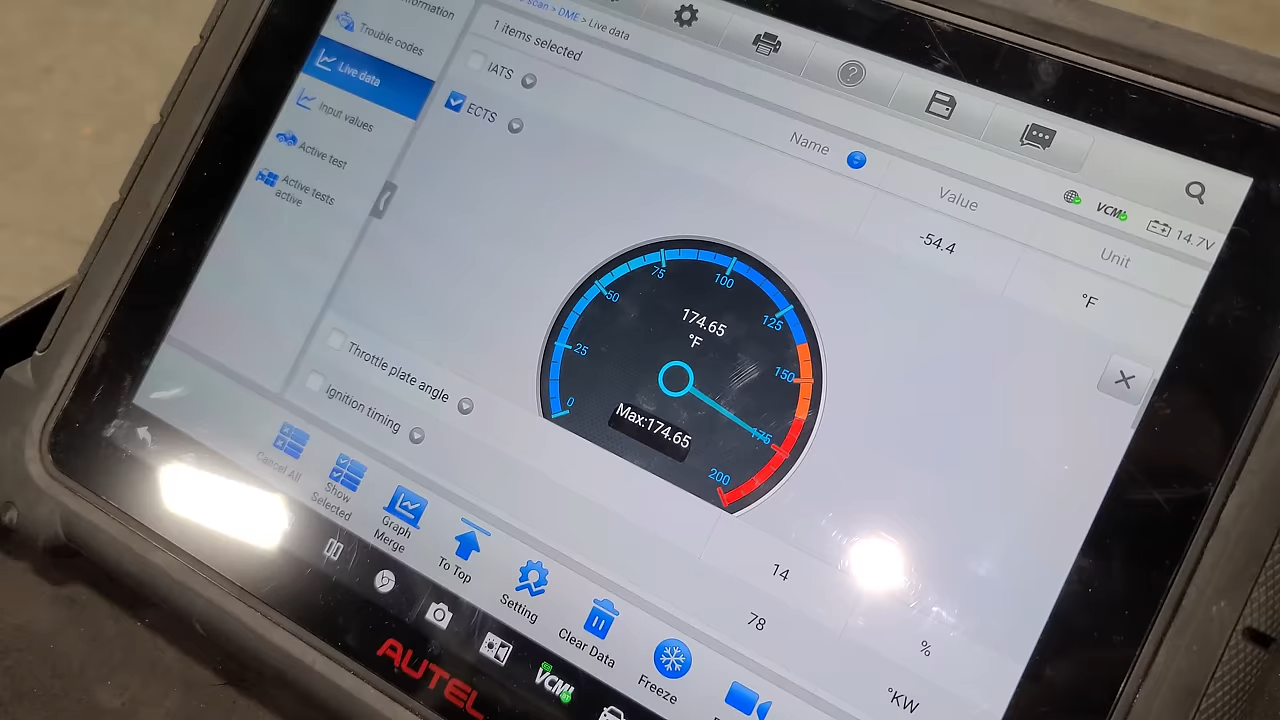 scan > DME > Live data
1 items selected
Trouble codes
Live data
Input values
Active test
Active tests
active
IATS
ECTS
Name
Value
Unit
VCMI
14.7V
-54.4
°F
0
25
50
75
100
125
150
175
200
174.65
°F
Max:174.65
Throttle plate angle
14
%
Ignition timing
78
°KW
Cancel All
Show
Selected
Graph
Merge
To Top
Setting
Clear Data
Freeze
VCMI
AUTEL